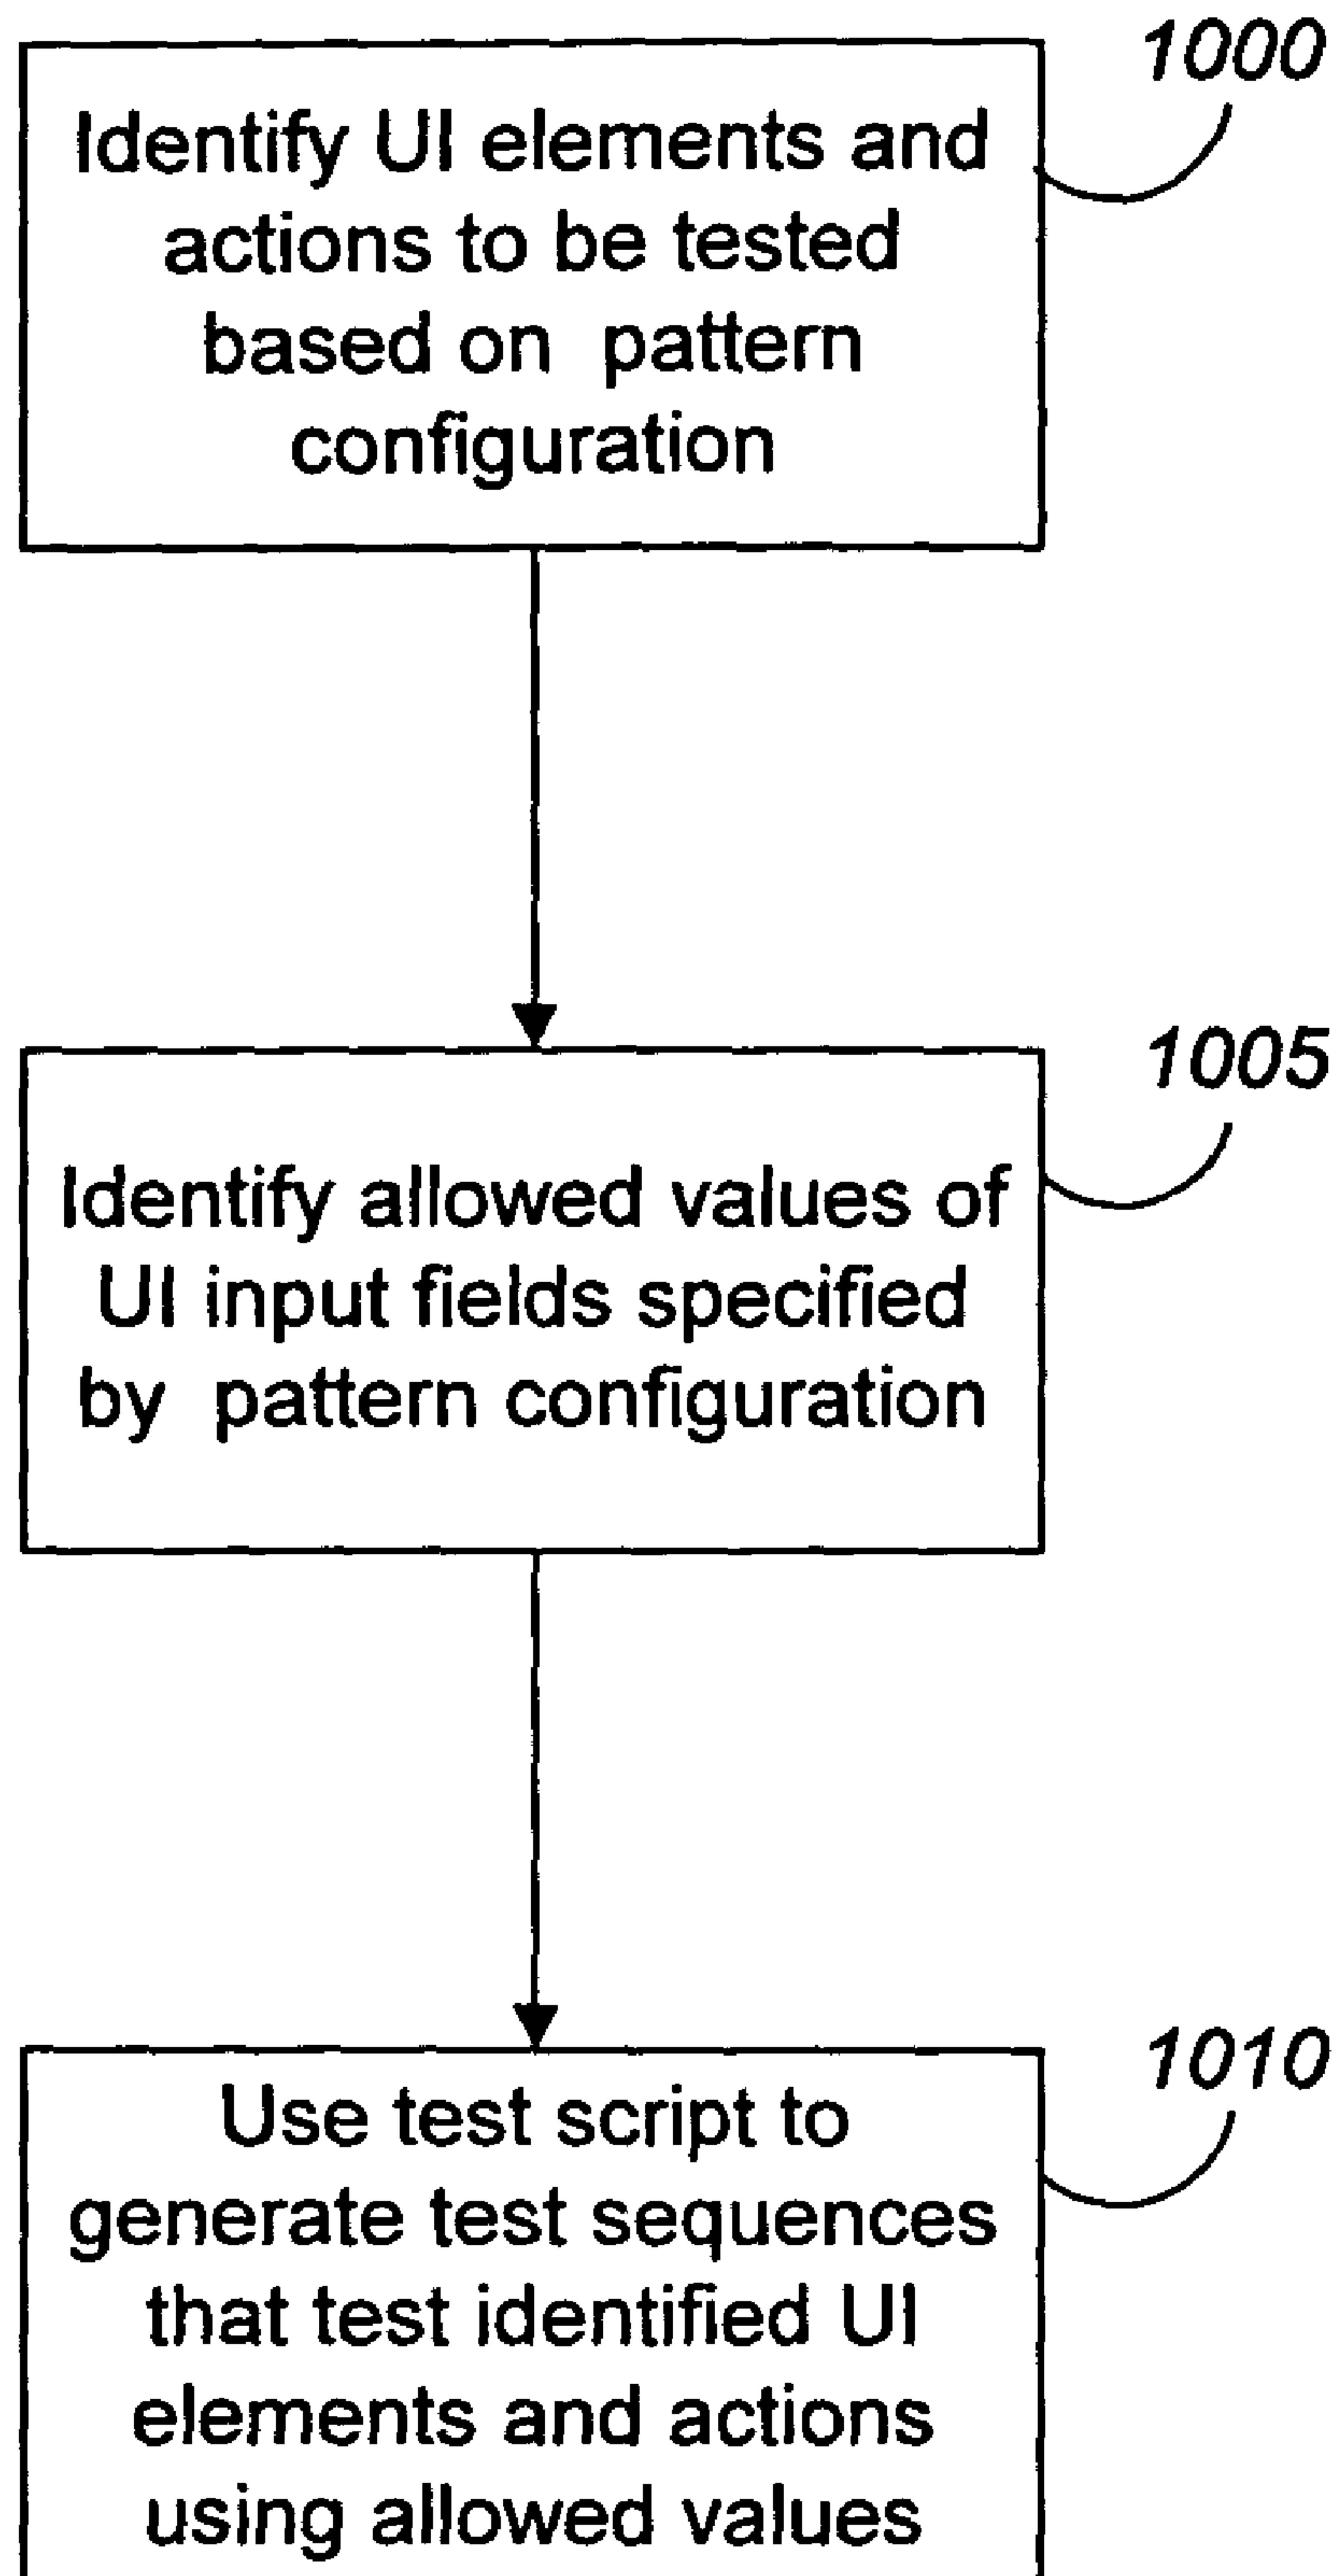 1000
Identify UI elements and
actions to be tested
based on pattern
configuration
1005
Identify allowed values of
UI input fields specified
by pattern configuration
1010
Use test script to
generate test sequences
that test identified UI
elements and actions
using allowed values